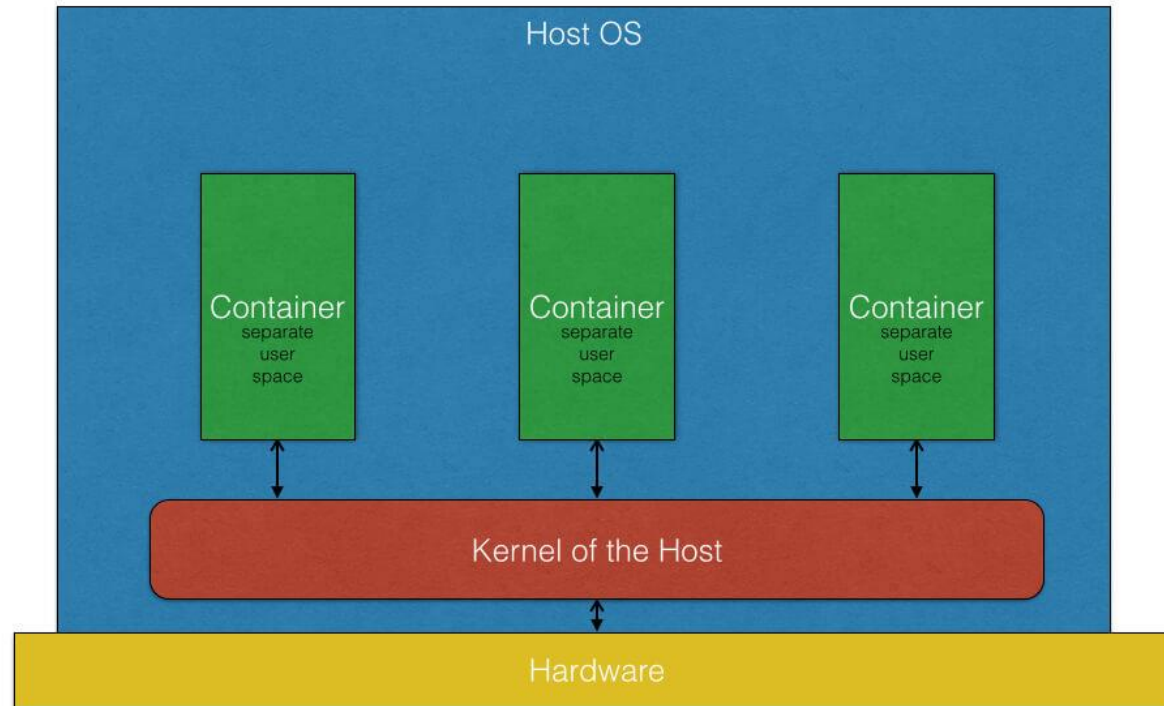 Host OS
Container
separate
user
space
Container
separate
user
space
Container
separate
user
space
Kernel of the Host
Hardware